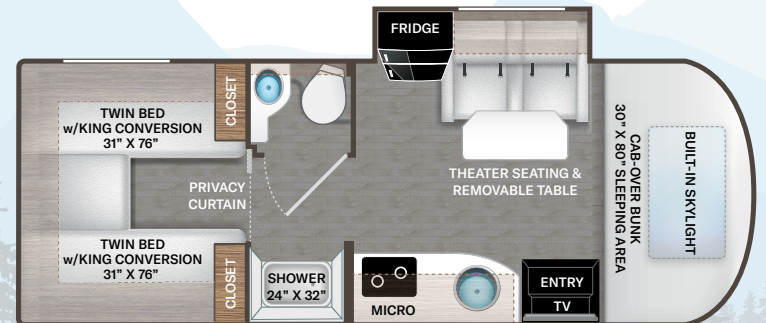 FRIDGE
CLOSET
TWIN BED
w/KING CONVERSION
31" X 76"
PRIVACY
CURTAIN
THEATER SEATING &
REMOVABLE TABLE
CAB-OVER BUNK
30" X 80" SLEEPING AREA
BUILT-IN SKYLIGHT
TWIN BED
w/KING CONVERSION
31" X 76"
CLOSET
SHOWER
24" X 32"
MICRO
ENTRY
TV